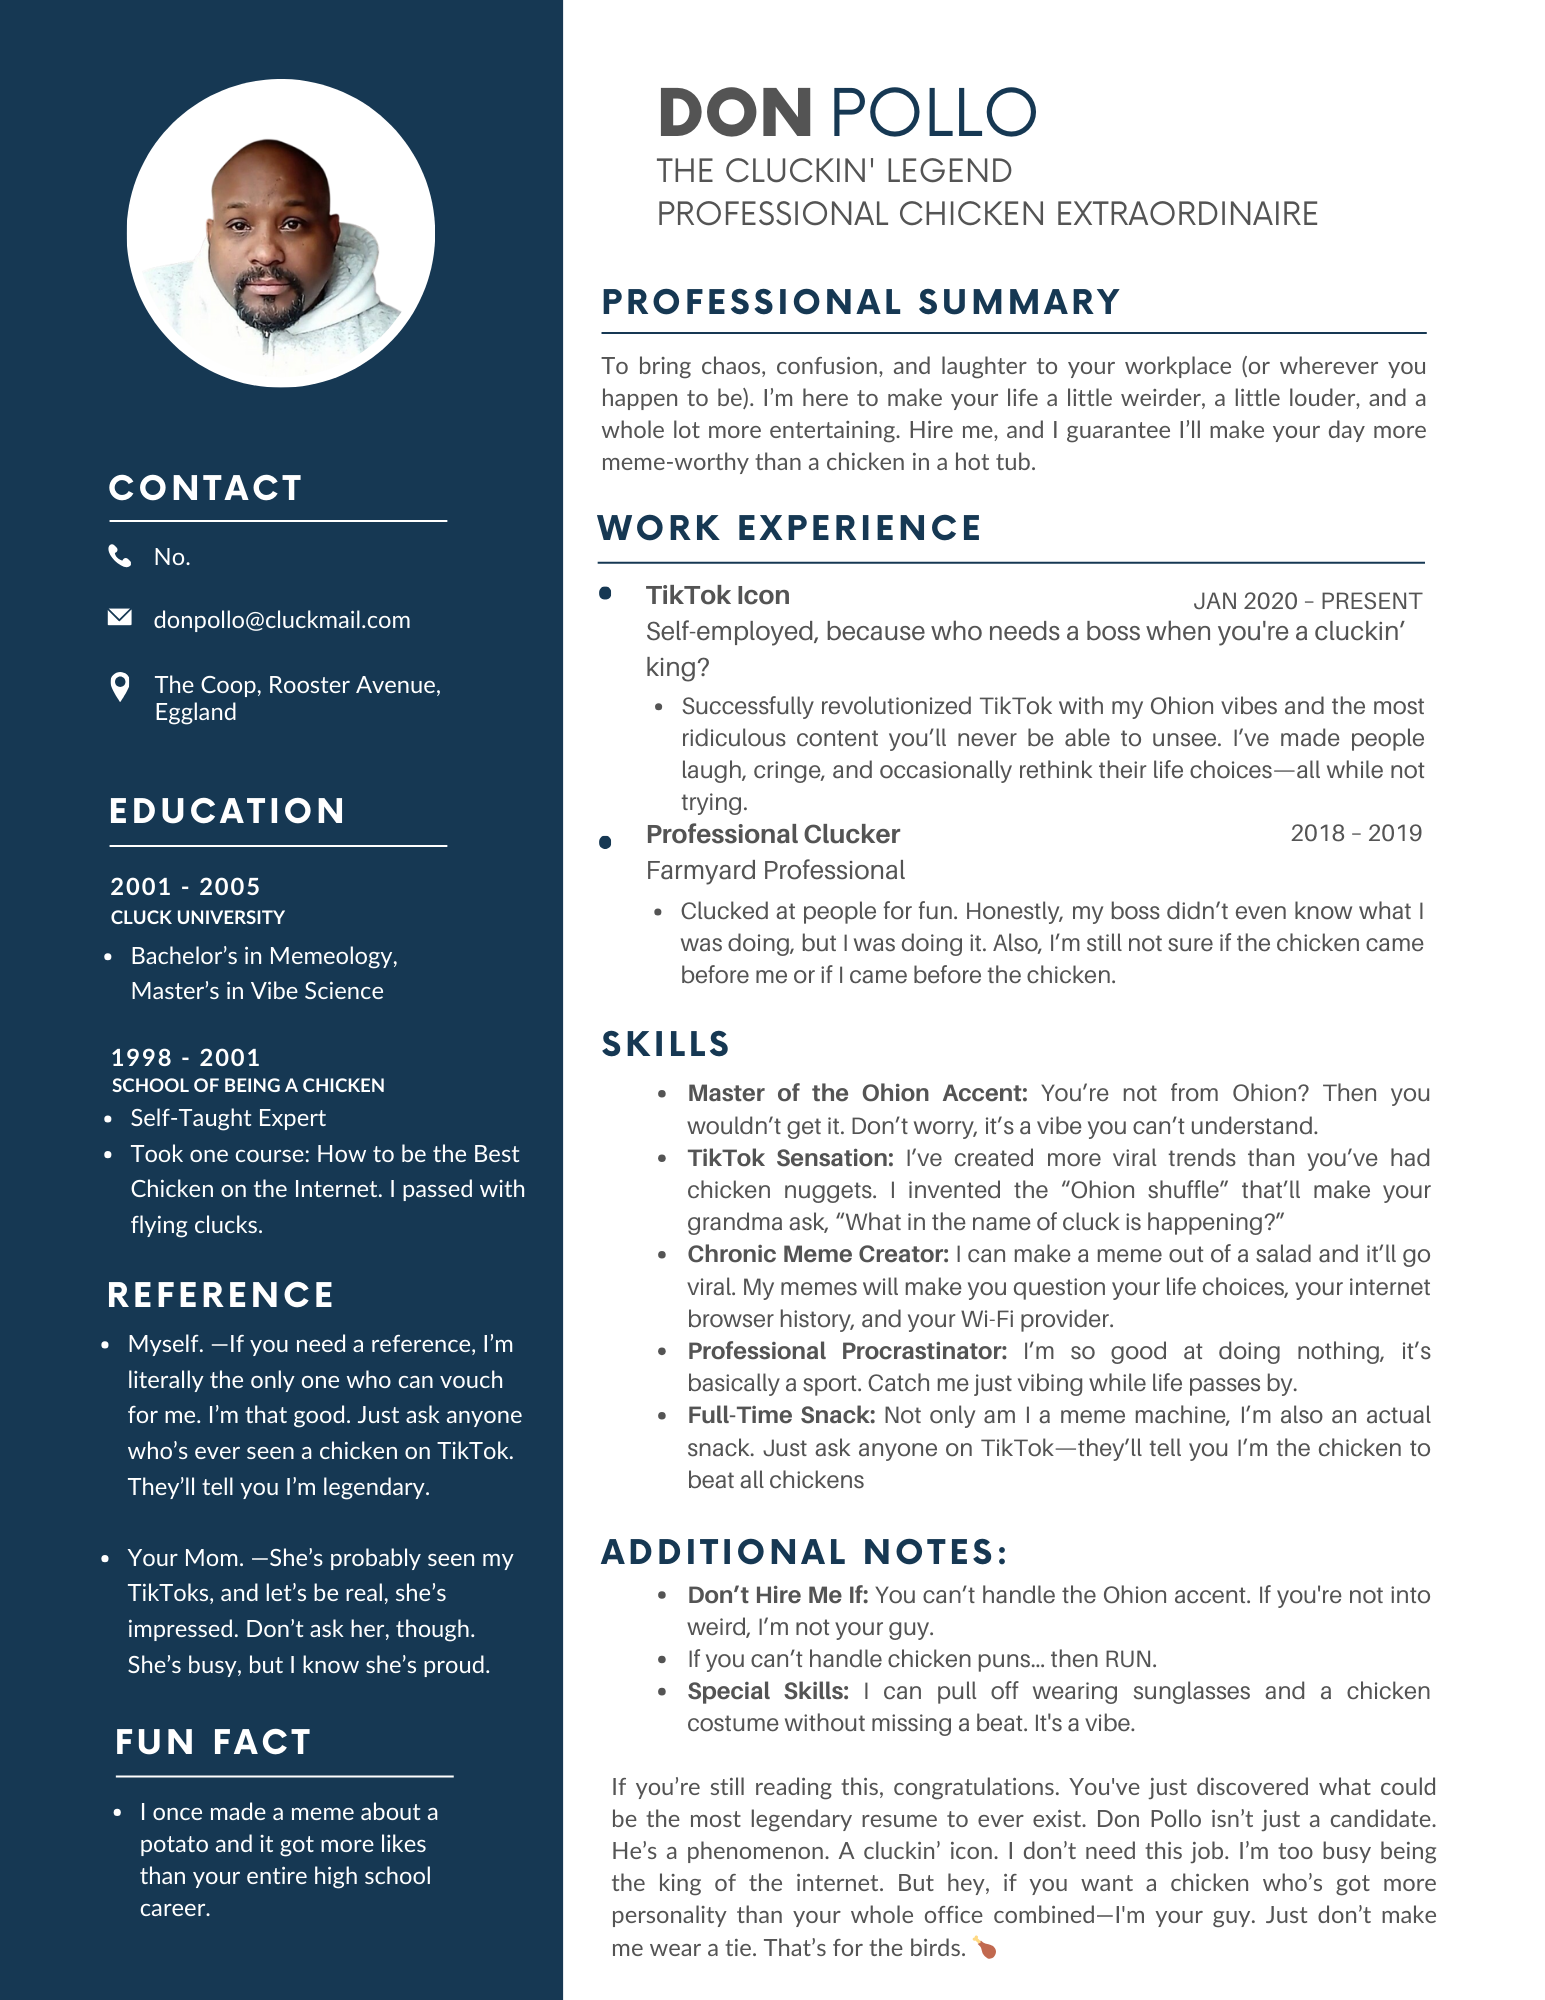 DON POLLO
THE CLUCKIN' LEGEND
PROFESSIONAL CHICKEN EXTRAORDINAIRE
CONTACT
No.
donpollo@cluckmail.com
The Coop, Rooster Avenue,
Eggland
EDUCATION
2001 - 2005
CLUCK UNIVERSITY
• Bachelor’s in Memeology,
Master’s in Vibe Science
1998 - 2001
SCHOOL OF BEING A CHICKEN
• Self-Taught Expert
• Took one course: How to be the Best
Chicken on the Internet. I passed with
flying clucks.
REFERENCE
• Myself. —If you need a reference, I’m
literally the only one who can vouch
for me. I’m that good. Just ask anyone
who’s ever seen a chicken on TikTok.
They’ll tell you I’m legendary.
• Your Mom. —She’s probably seen my
TikToks, and let’s be real, she’s
impressed. Don’t ask her, though.
She’s busy, but I know she’s proud.
FUN FACT
• I once made a meme about a
potato and it got more likes
than your entire high school
career.
PROFESSIONAL SUMMARY
To bring chaos, confusion, and laughter to your workplace (or wherever you
happen to be). I’m here to make your life a little weirder, a little louder, and a
whole lot more entertaining. Hire me, and I guarantee I’ll make your day more
meme-worthy than a chicken in a hot tub.
WORK EXPERIENCE
• TikTok Icon JAN 2020 – PRESENT
Self-employed, because who needs a boss when you're a cluckin’
king?
• Successfully revolutionized TikTok with my Ohion vibes and the most
ridiculous content you’ll never be able to unsee. I’ve made people
laugh, cringe, and occasionally rethink their life choices—all while not
trying.
• Professional Clucker 2018 – 2019
Farmyard Professional
• Clucked at people for fun. Honestly, my boss didn’t even know what I
was doing, but I was doing it. Also, I’m still not sure if the chicken came
before me or if I came before the chicken.
SKILLS
• Master of the Ohion Accent: You’re not from Ohion? Then you
wouldn’t get it. Don’t worry, it’s a vibe you can’t understand.
• TikTok Sensation: I’ve created more viral trends than you’ve had
chicken nuggets. I invented the “Ohion shuffle” that’ll make your
grandma ask, “What in the name of cluck is happening?”
• Chronic Meme Creator: I can make a meme out of a salad and it’ll go
viral. My memes will make you question your life choices, your internet
browser history, and your Wi-Fi provider.
• Professional Procrastinator: I’m so good at doing nothing, it’s
basically a sport. Catch me just vibing while life passes by.
• Full-Time Snack: Not only am I a meme machine, I’m also an actual
snack. Just ask anyone on TikTok—they’ll tell you I’m the chicken to
beat all chickens
ADDITIONAL NOTES:
• Don’t Hire Me If: You can’t handle the Ohion accent. If you're not into
weird, I’m not your guy.
• If you can’t handle chicken puns… then RUN.
• Special Skills: I can pull off wearing sunglasses and a chicken
costume without missing a beat. It's a vibe.
If you’re still reading this, congratulations. You've just discovered what could
be the most legendary resume to ever exist. Don Pollo isn’t just a candidate.
He’s a phenomenon. A cluckin’ icon. I don’t need this job. I’m too busy being
the king of the internet. But hey, if you want a chicken who’s got more
personality than your whole office combined—I'm your guy. Just don’t make
me wear a tie. That’s for the birds. 🍗